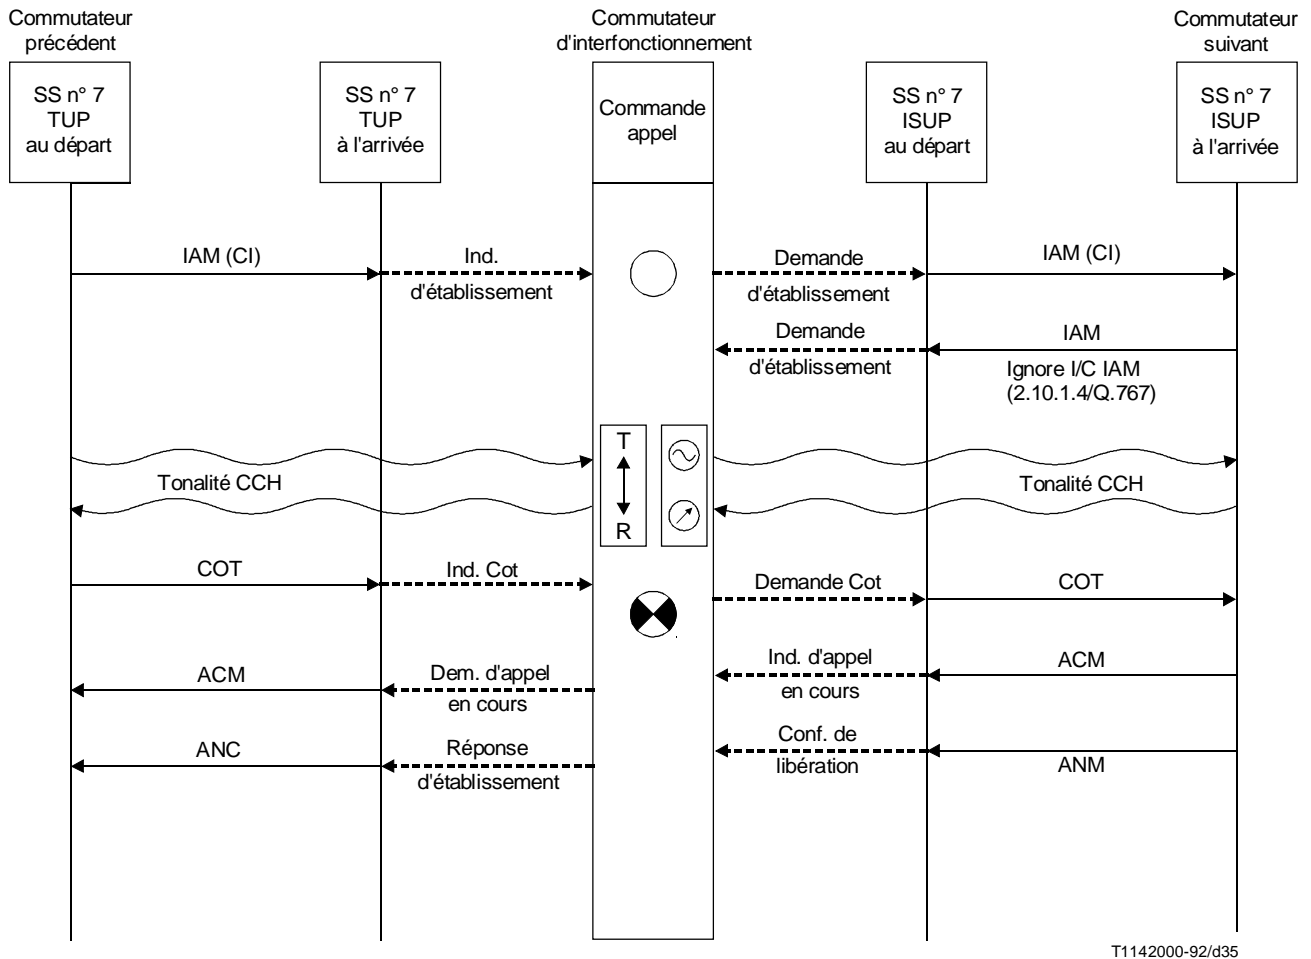 Commutateur
précédent
Commutateur
d'interfonctionnement
Commutateur
suivant
SS n° 7
TUP
au départ
SS n° 7
TUP
à l'arrivée
Commande
appel
SS n° 7
ISUP
au départ
SS n° 7
ISUP
à l'arrivée
IAM (CI)
Ind.
d'établissement
Demande
d'établissement
IAM (CI)
Demande
d'établissement
IAM
Ignore I/C IAM
(2.10.1.4/Q.767)
T
R
Tonalité CCH
Tonalité CCH
COT
Ind. Cot
Demande Cot
COT
ACM
Dem. d'appel
en cours
Ind. d'appel
en cours
ACM
ANC
Réponse
d'établissement
Conf. de
libération
ANM
T1142000-92/d35